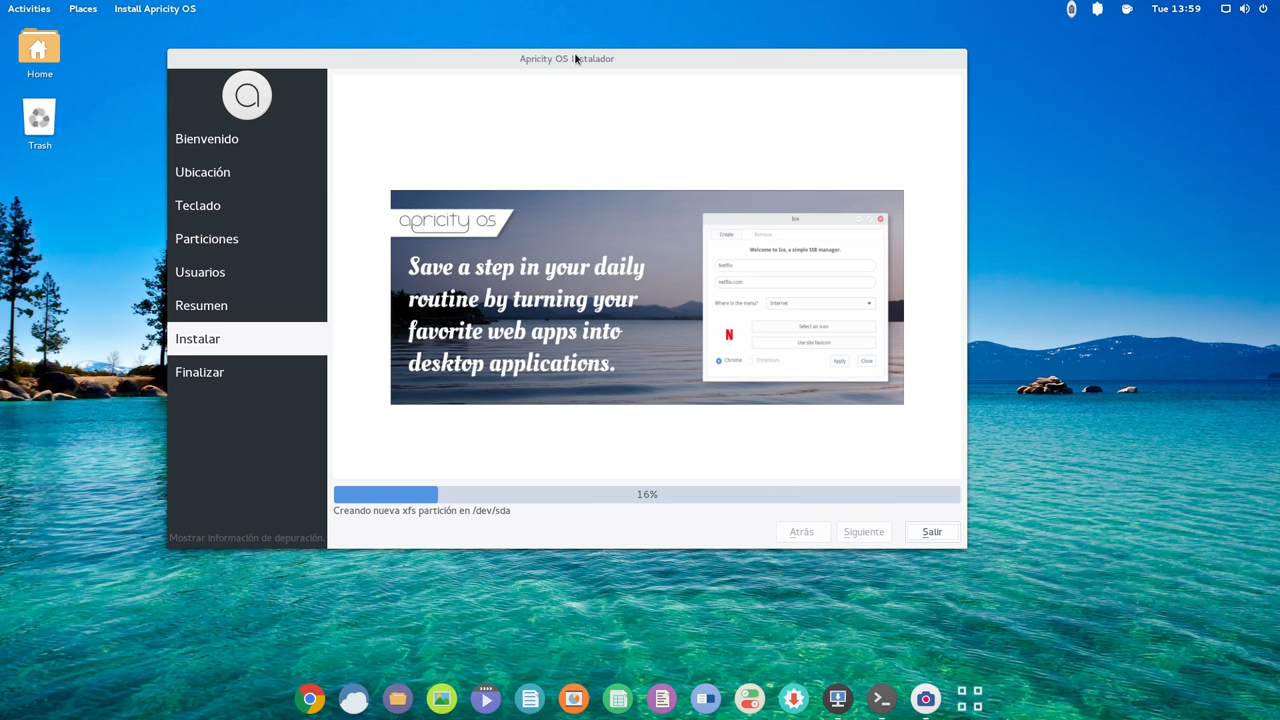 Activities Places Install Apricity OS Tue 13:59
Home
Trash
Apricity OS Instalador
Bienvenido
Ubicación
Teclado
Particiones
Usuarios
Resumen
Instalar
Finalizar
Mostrar información de depuración.
apricity os
Save a step in your daily
routine by turning your
favorite web apps into
desktop applications.
Ice
Create Remove
Welcome to Ice, a simple SSB manager.
Netflix
netflix.com
Where in the menu? Internet
N
Select an icon
Use site favicon
Chrome Chromium Apply Close
16%
Creando nueva xfs partición en /dev/sda
Atrás Siguiente Salir